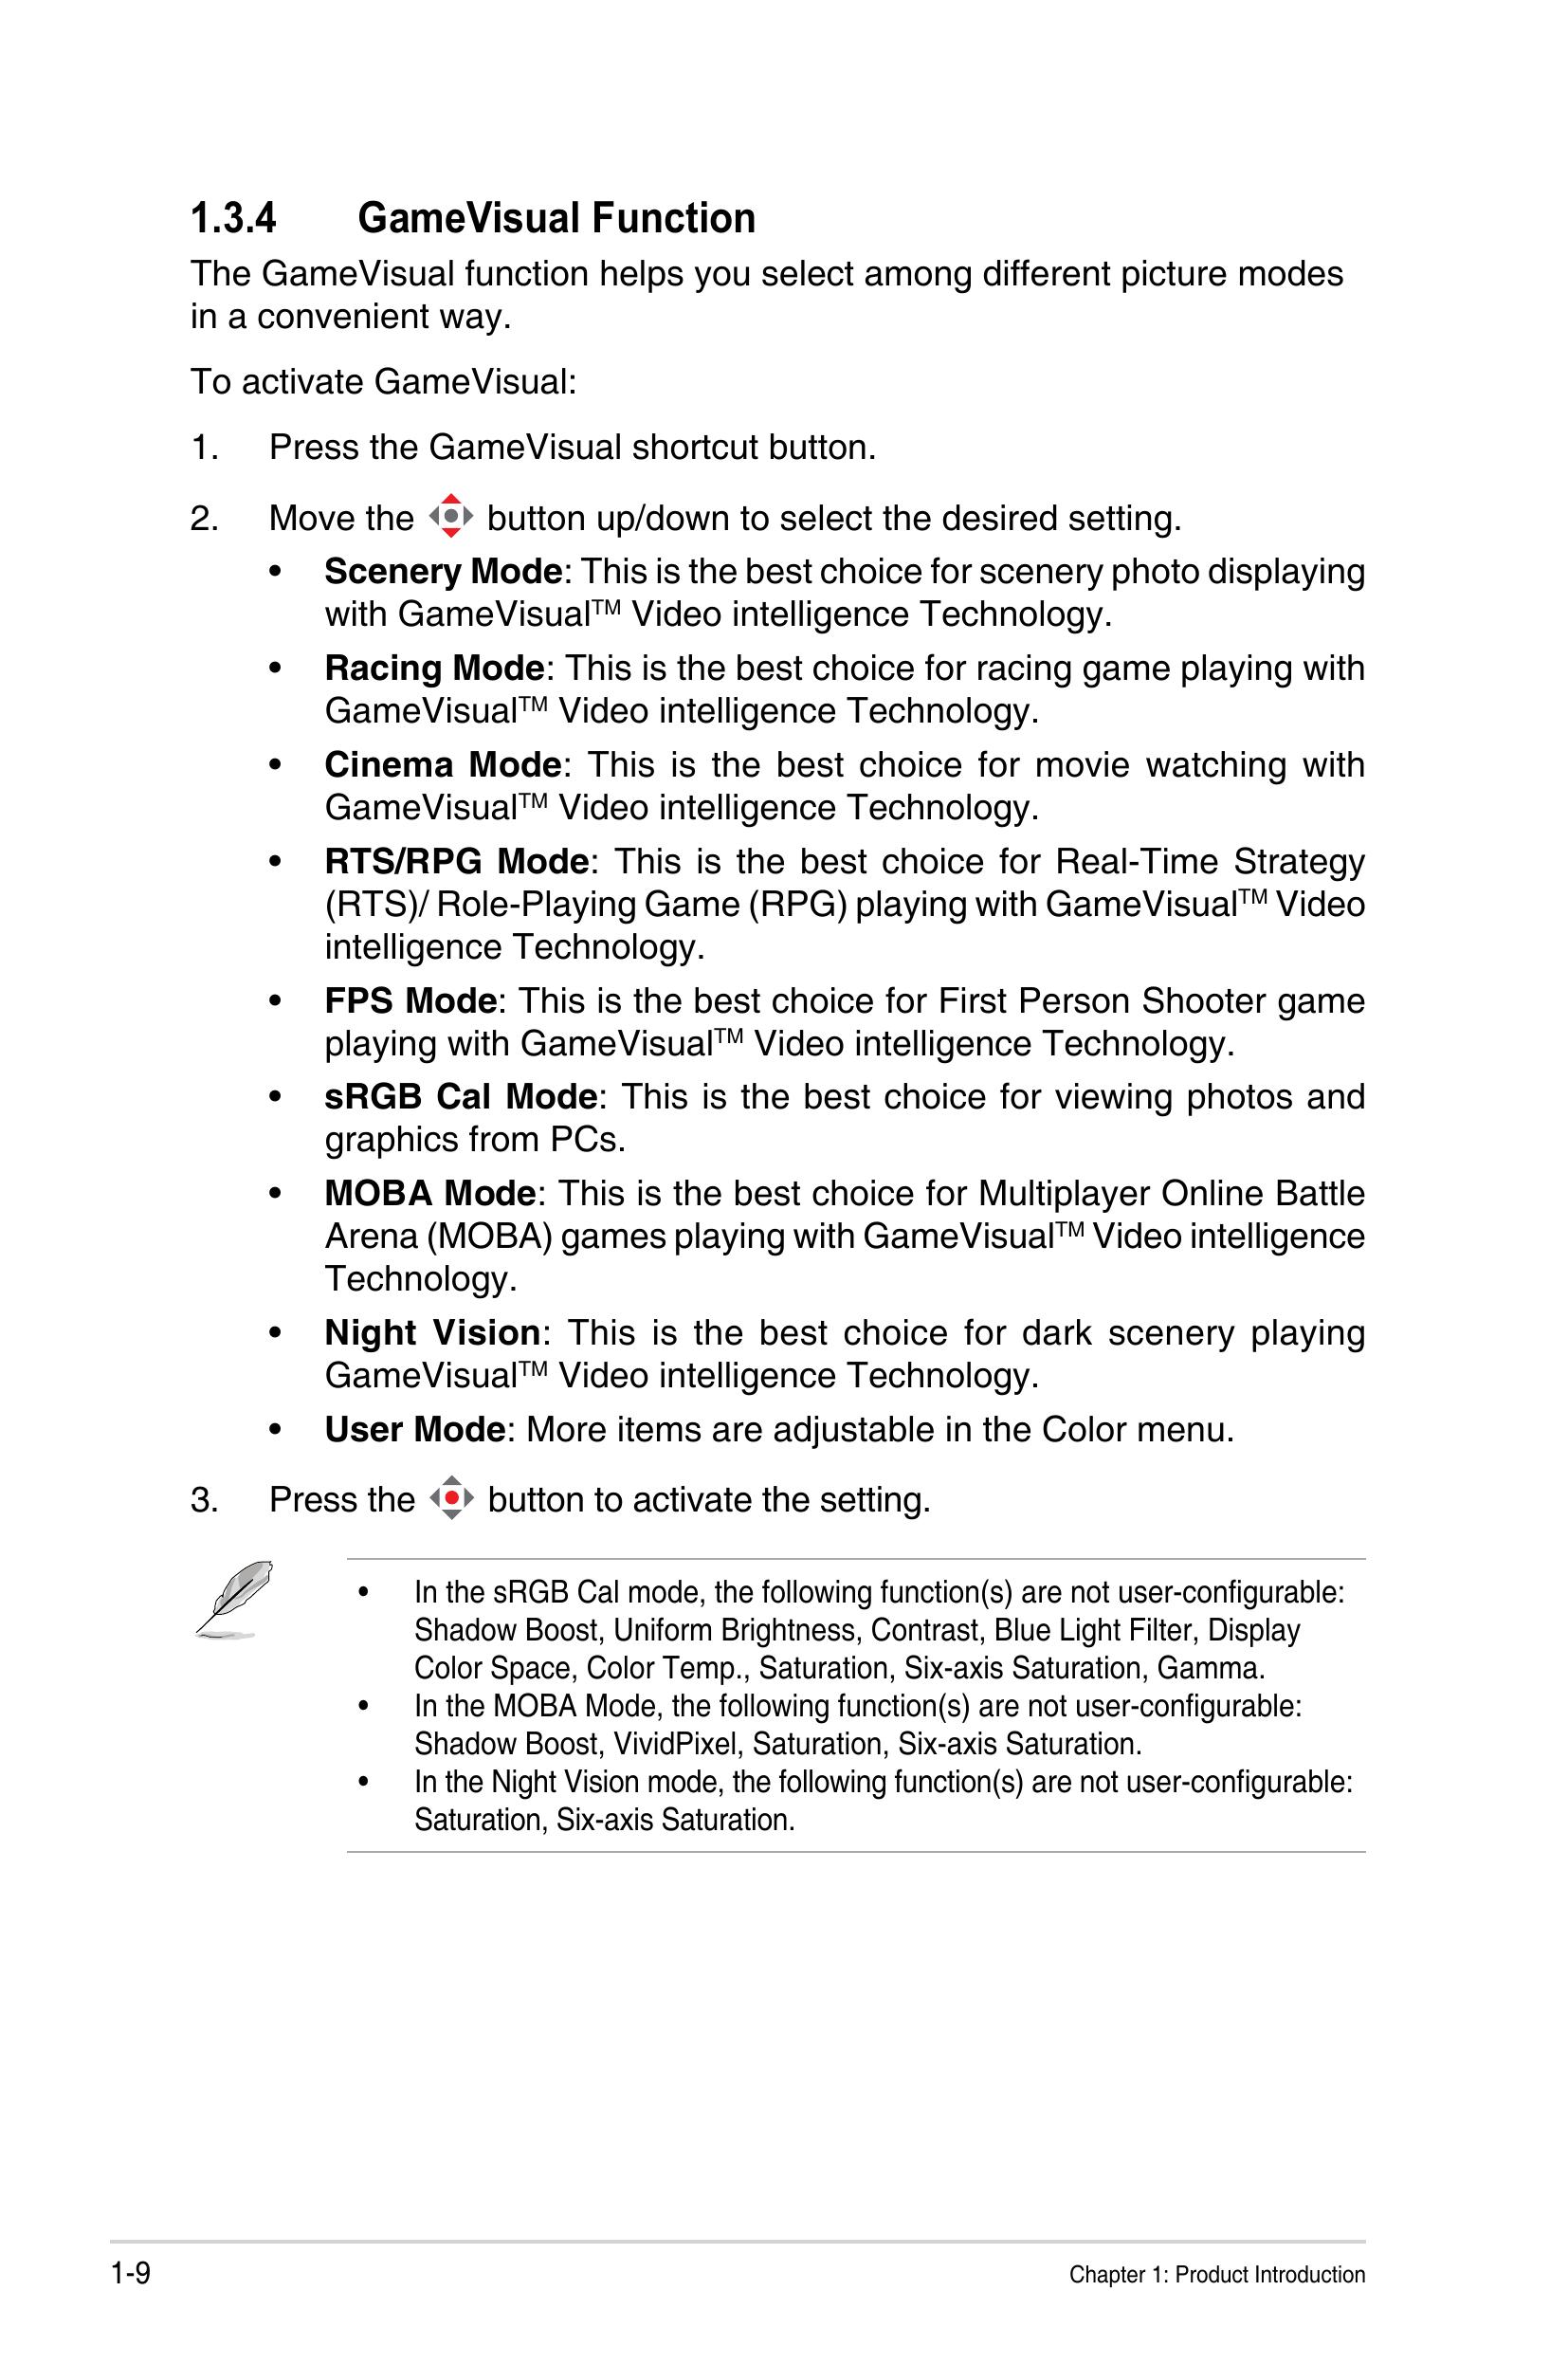 1.3.4 GameVisual Function
The GameVisual function helps you select among different picture modes
in a convenient way.
To activate GameVisual:
1. Press the GameVisual shortcut button.
2. Move the button up/down to select the desired setting.
• Scenery Mode: This is the best choice for scenery photo displaying
with GameVisual™ Video intelligence Technology.
• Racing Mode: This is the best choice for racing game playing with
GameVisual™ Video intelligence Technology.
• Cinema Mode: This is the best choice for movie watching with
GameVisual™ Video intelligence Technology.
• RTS/RPG Mode: This is the best choice for Real-Time Strategy
(RTS)/ Role-Playing Game (RPG) playing with GameVisual™ Video
intelligence Technology.
• FPS Mode: This is the best choice for First Person Shooter game
playing with GameVisual™ Video intelligence Technology.
• sRGB Cal Mode: This is the best choice for viewing photos and
graphics from PCs.
• MOBA Mode: This is the best choice for Multiplayer Online Battle
Arena (MOBA) games playing with GameVisual™ Video intelligence
Technology.
• Night Vision: This is the best choice for dark scenery playing
GameVisual™ Video intelligence Technology.
• User Mode: More items are adjustable in the Color menu.
3. Press the button to activate the setting.
• In the sRGB Cal mode, the following function(s) are not user-configurable:
Shadow Boost, Uniform Brightness, Contrast, Blue Light Filter, Display
Color Space, Color Temp., Saturation, Six-axis Saturation, Gamma.
• In the MOBA Mode, the following function(s) are not user-configurable:
Shadow Boost, VividPixel, Saturation, Six-axis Saturation.
• In the Night Vision mode, the following function(s) are not user-configurable:
Saturation, Six-axis Saturation.
1-9 Chapter 1: Product Introduction